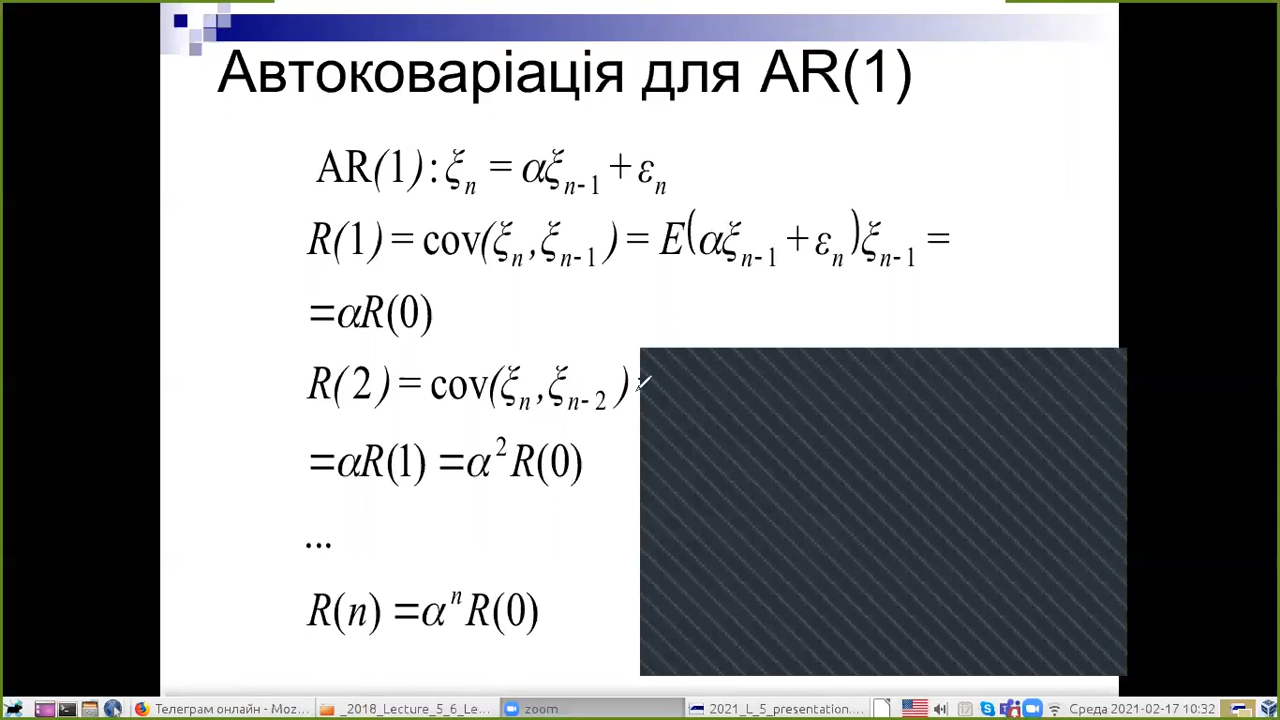 Автоковаріація для AR(1)
AR(1): ξₙ = αξₙ₋₁ + εₙ
R(1) = cov(ξₙ, ξₙ₋₁) = E(αξₙ₋₁ + εₙ)ξₙ₋₁ =
=αR(0)
R(2) = cov(ξₙ, ξₙ₋₂)
=αR(1) =α²R(0)
...
R(n) =αⁿR(0)
Телеграм онлайн - Moz... _2018_Lecture_5_6_Le... zoom 2021_-_5_presentation... Среда 2021-02-17 10:32